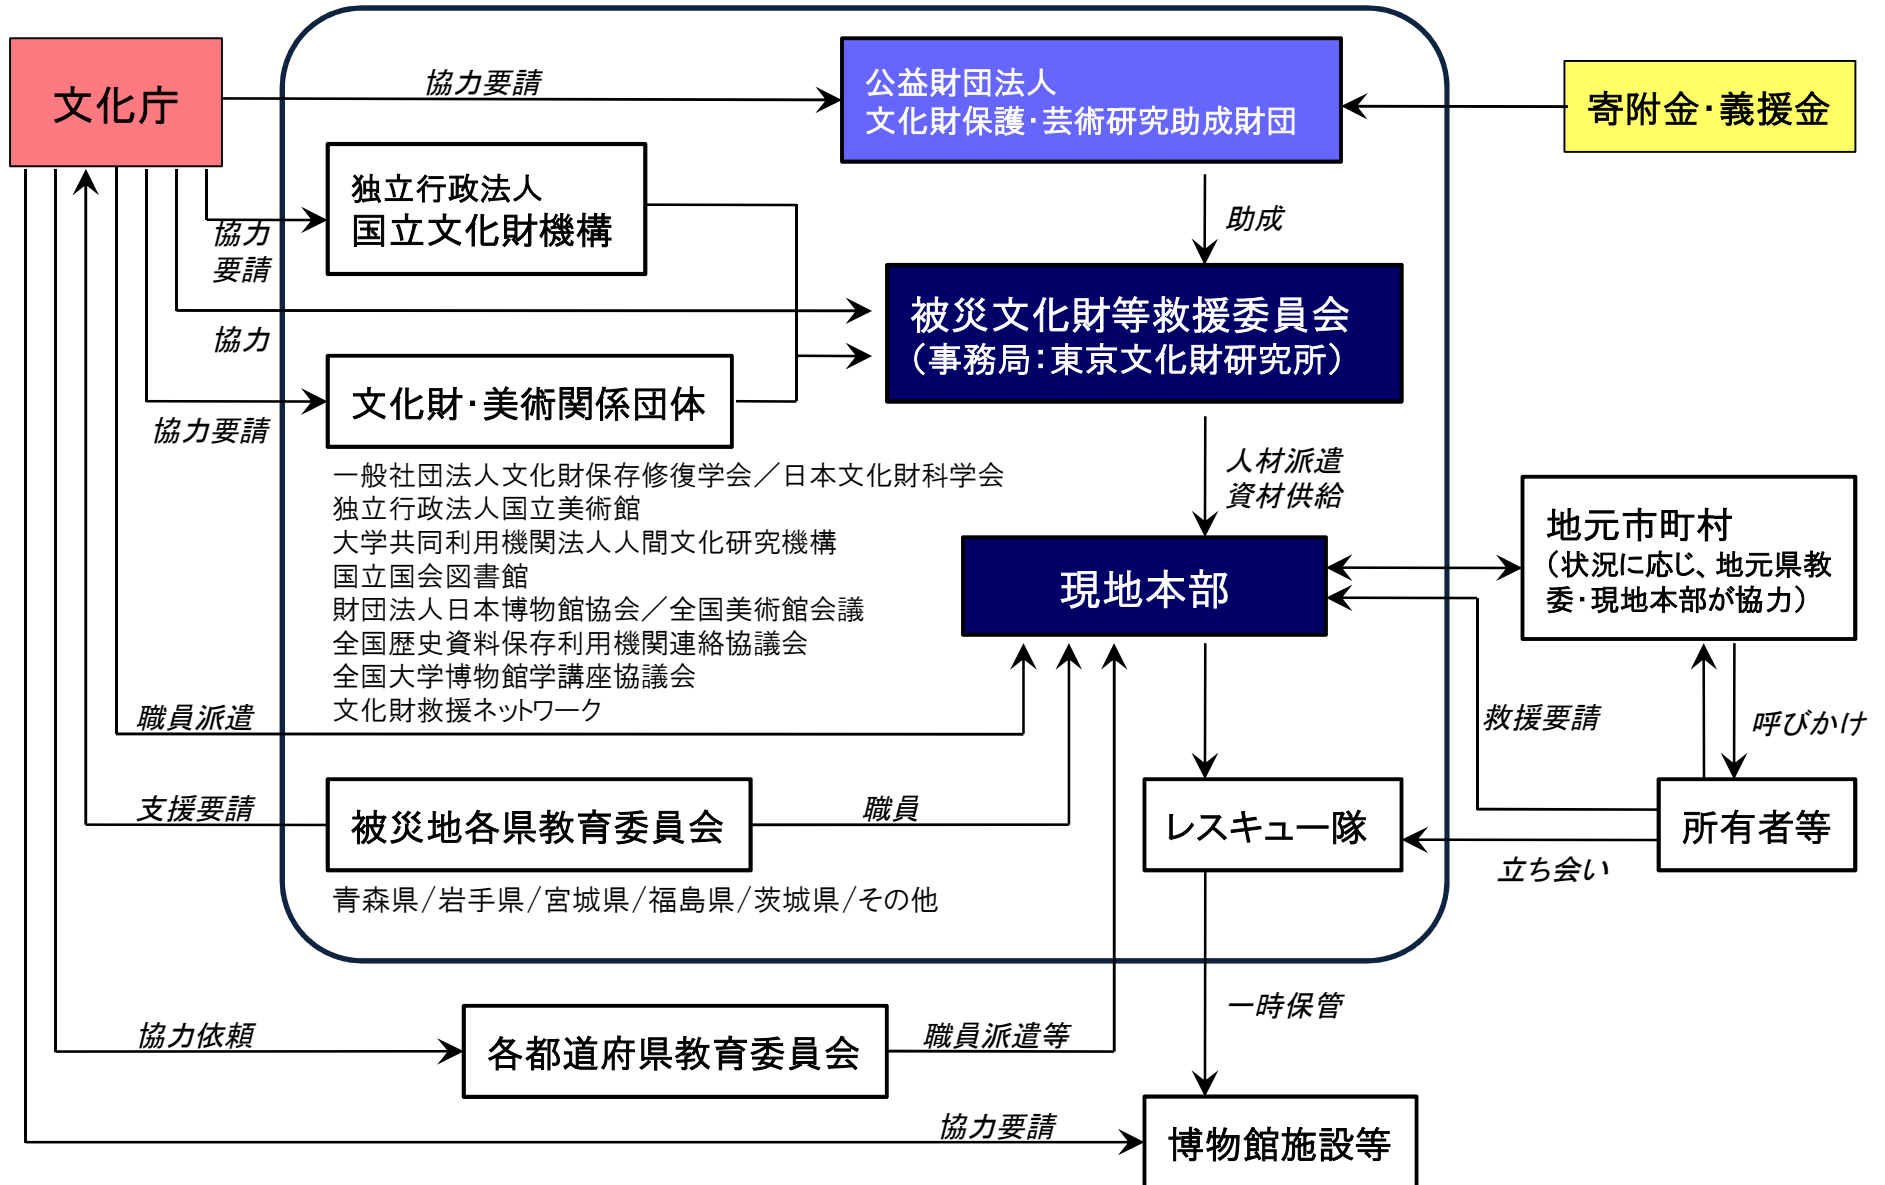 文化庁
協力要請
公益財団法人
文化財保護・芸術研究助成財団
寄附金・義援金
独立行政法人
国立文化財機構
協力
要請
助成
被災文化財等救援委員会
（事務局：東京文化財研究所）
協力
文化財・美術関係団体
協力要請
一般社団法人文化財保存修復学会／日本文化財科学会
独立行政法人国立美術館
大学共同利用機関法人人間文化研究機構
国立国会図書館
財団法人日本博物館協会／全国美術館会議
全国歴史資料保存利用機関連絡協議会
全国大学博物館学講座協議会
文化財救援ネットワーク
人材派遣
資材供給
現地本部
地元市町村
（状況に応じ、地元県教
委・現地本部が協力）
職員派遣
救援要請
呼びかけ
支援要請
被災地各県教育委員会
職員
レスキュー隊
所有者等
立ち会い
青森県/岩手県/宮城県/福島県/茨城県/その他
協力依頼
各都道府県教育委員会
職員派遣等
一時保管
協力要請
博物館施設等